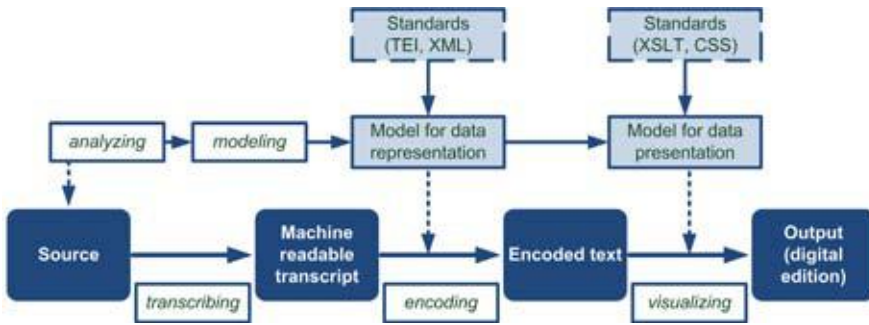 Standards
(TEI, XML)
Standards
(XSLT, CSS)
analyzing
modeling
Model for data
representation
Model for data
presentation
Source
Machine
readable
transcript
Encoded text
Output
(digital
edition)
transcribing
encoding
visualizing